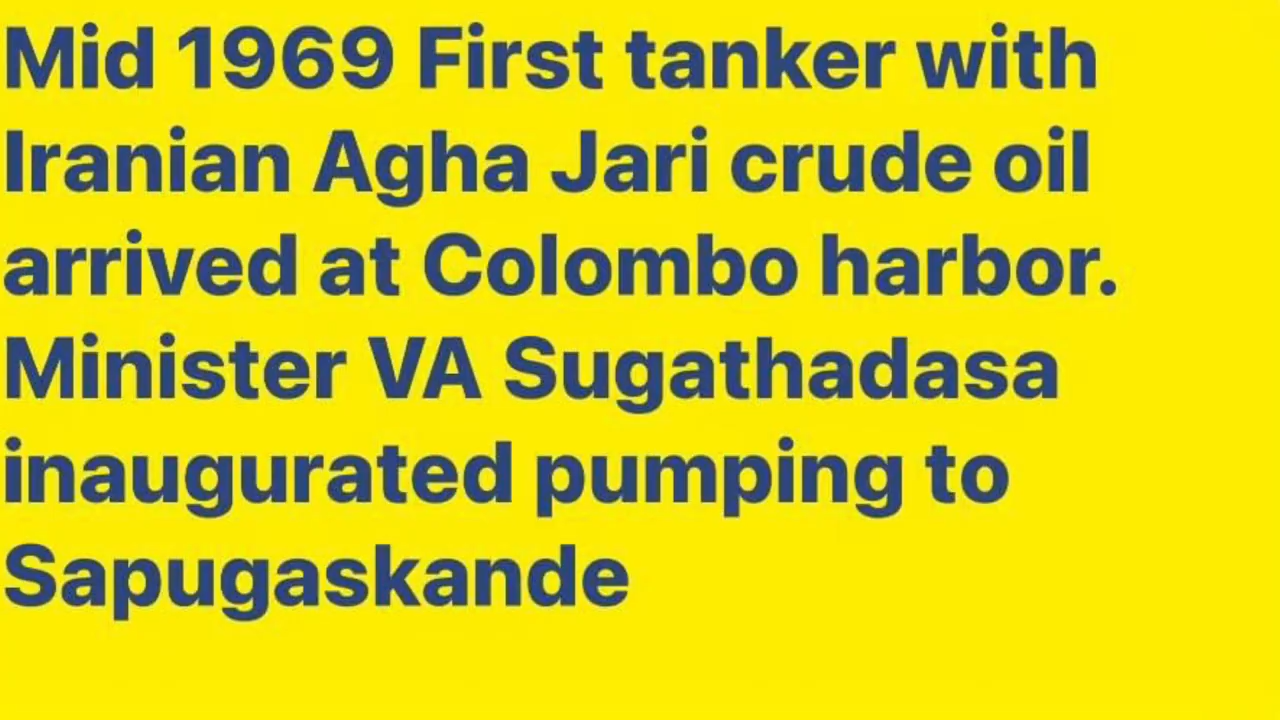 Mid 1969 First tanker with
Iranian Agha Jari crude oil
arrived at Colombo harbor.
Minister VA Sugathadasa
inaugurated pumping to
Sapugaskande